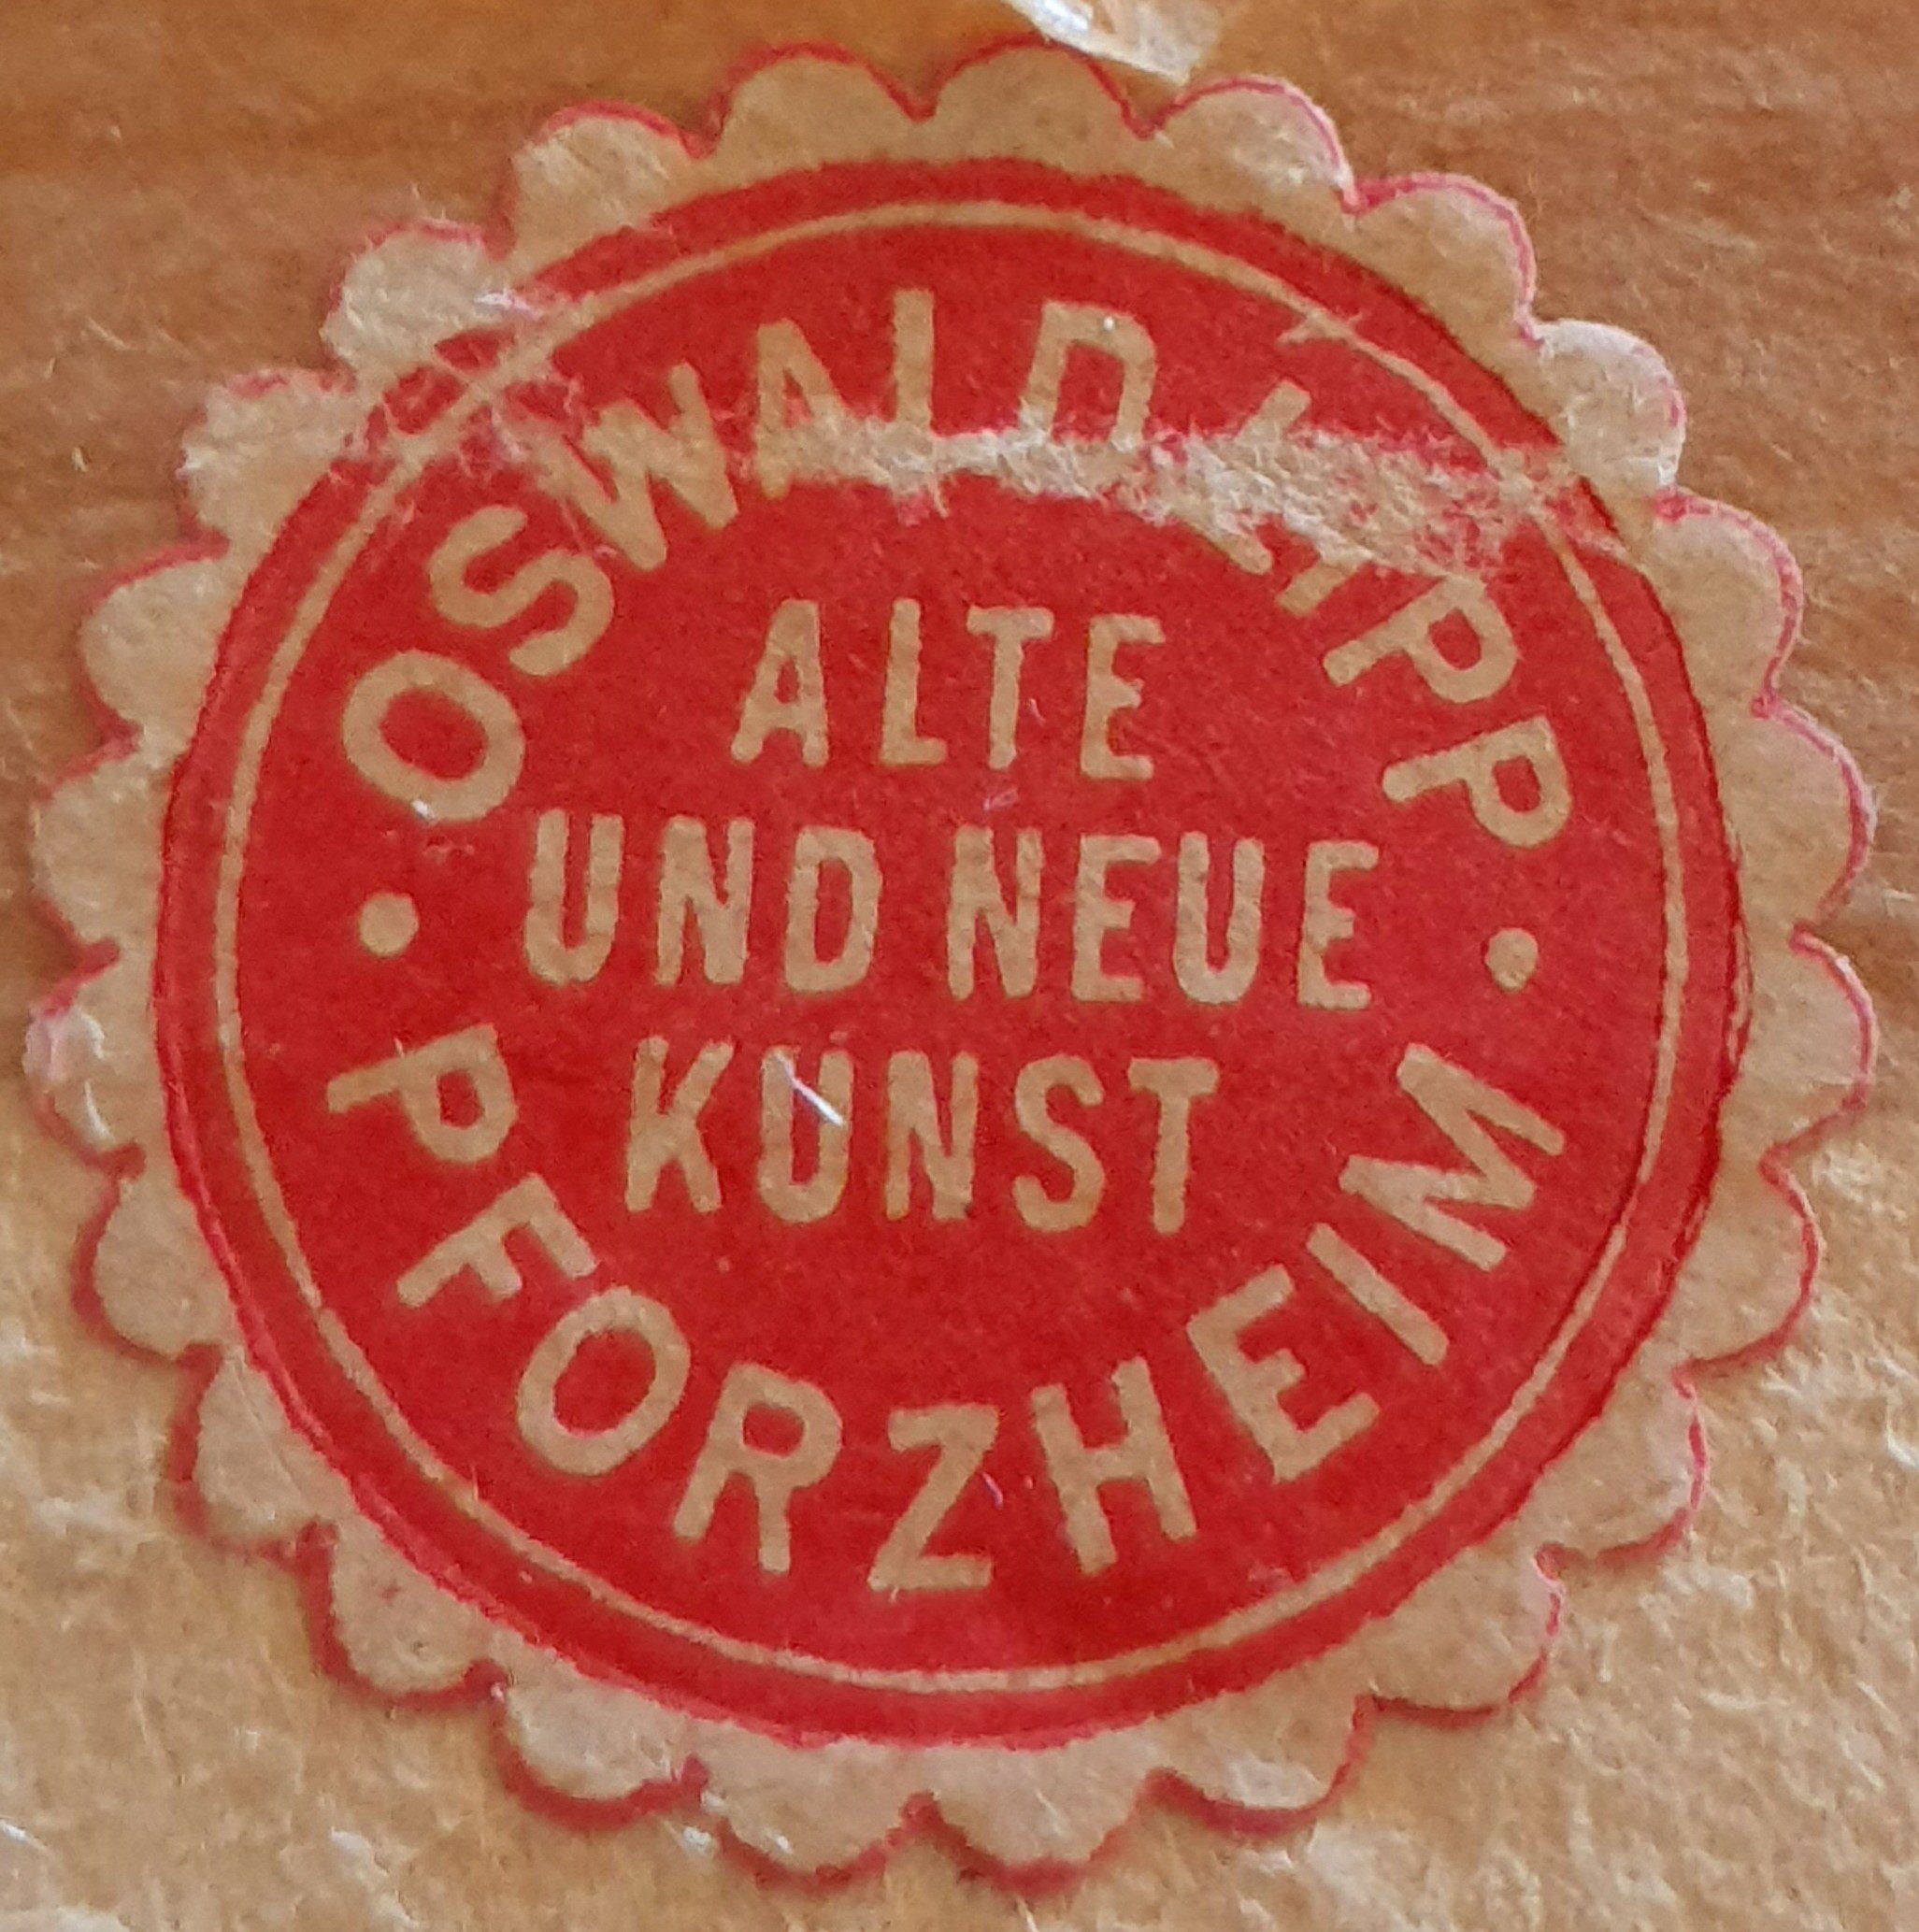 OSWALD LIPP
ALTE
UND NEUE
KUNST
PFORZHEIM